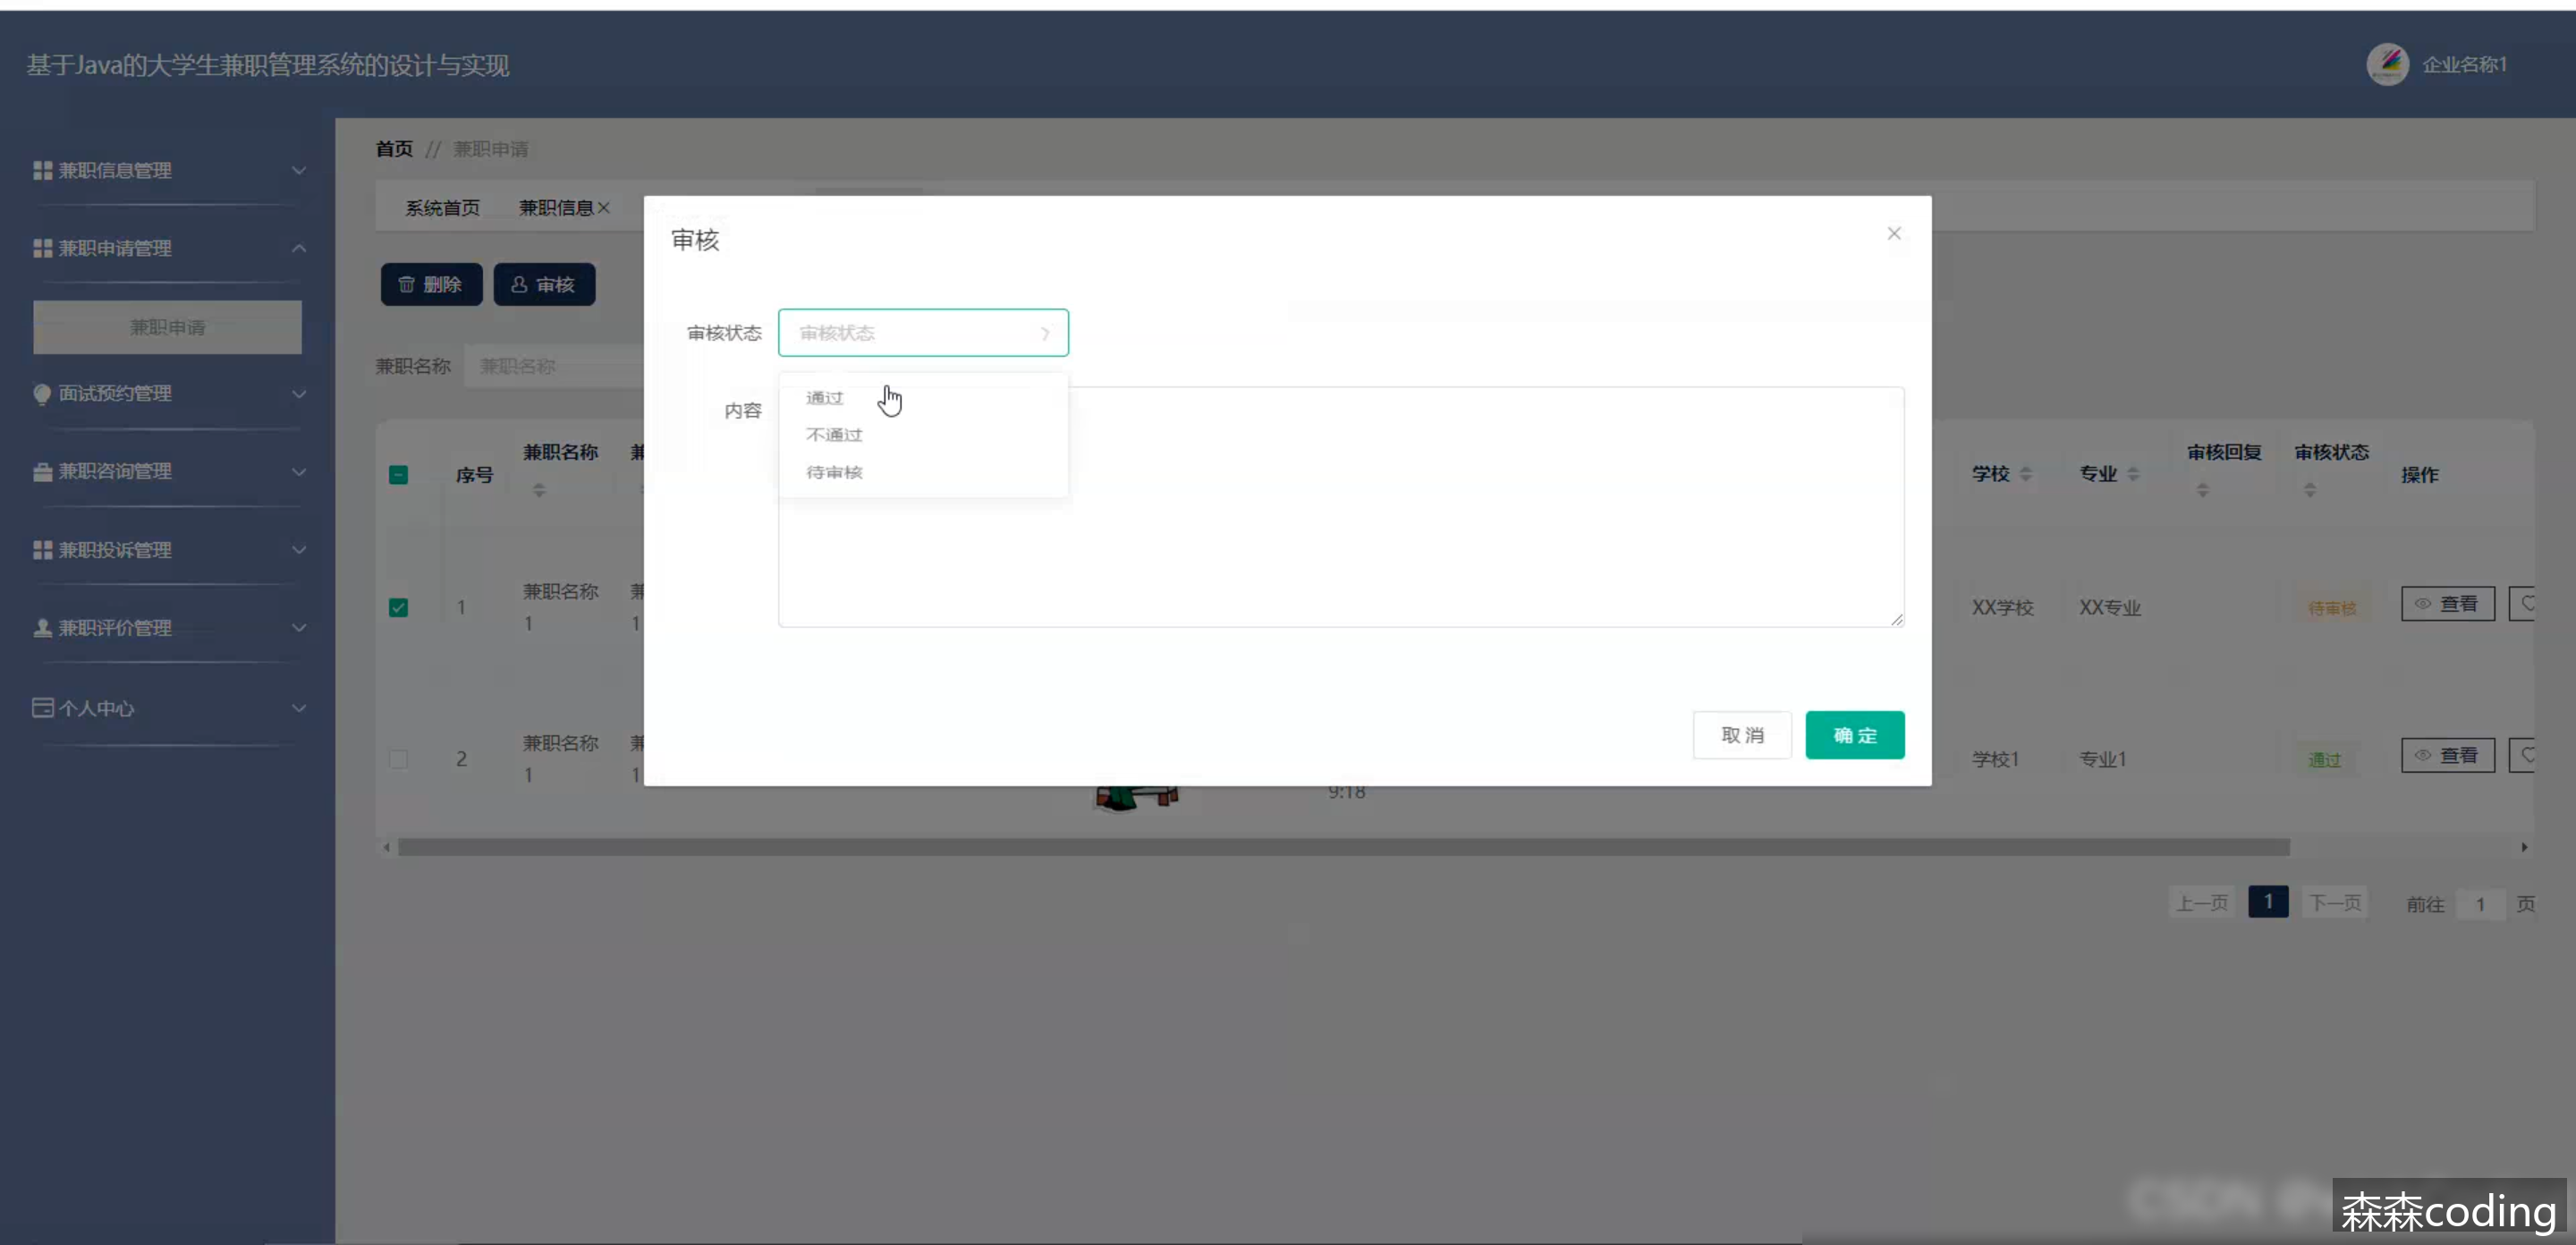 基于Java的大学生兼职管理系统的设计与实现
企业名称1
兼职信息管理
兼职申请管理
兼职申请
面试预约管理
兼职咨询管理
兼职投诉管理
兼职评价管理
个人中心
首页 // 兼职申请
系统首页 兼职信息
删除 审核
兼职名称 兼职名称
审核
审核状态 审核状态
通过
不通过
待审核
内容
取消 确定
序号 兼职名称 兼 学校 专业 审核回复 审核状态 操作
1 兼职名称1 兼1 XX学校 XX专业 待审核 查看
2 兼职名称1 兼1 9:18 学校1 专业1 通过 查看
上一页 1 下一页 前往 1 页
森森coding